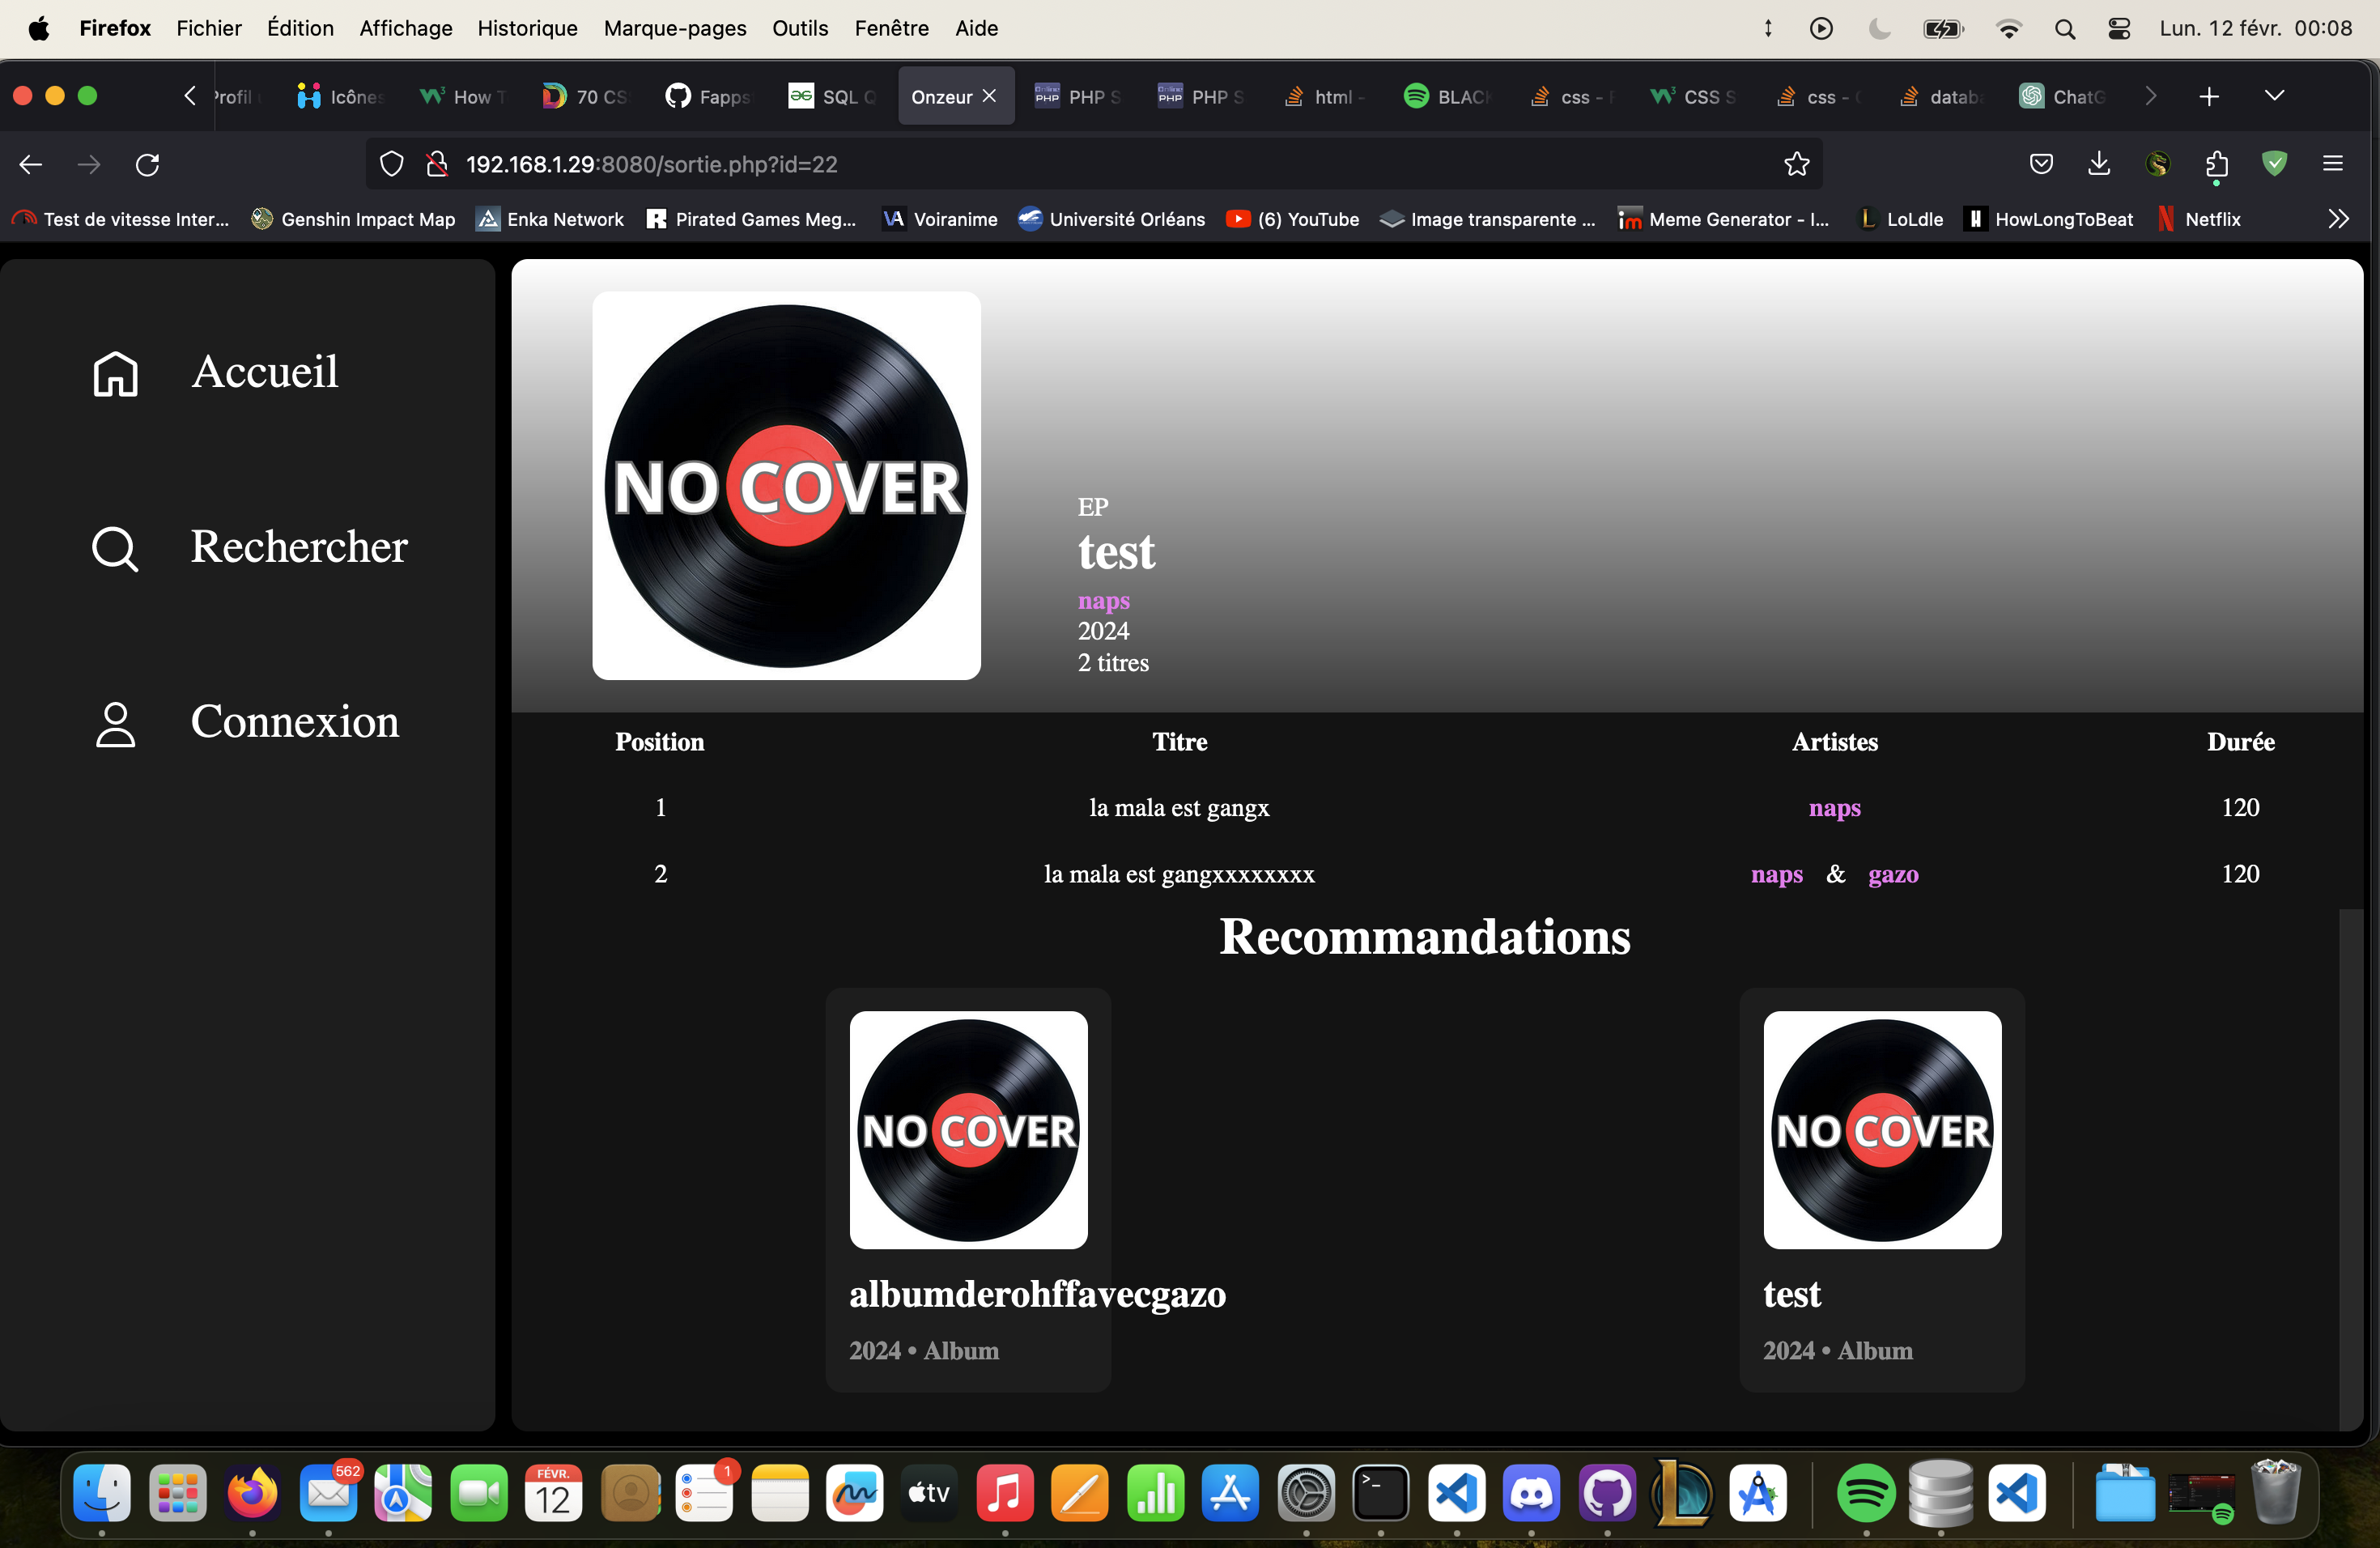 Firefox Fichier Édition Affichage Historique Marque-pages Outils Fenêtre Aide Lun. 12 févr. 00:08
Profil Icônes How T 70 CS Fapps SQL Q Onzeur PHP S PHP S html - BLACK css - CSS S css - datab ChatG
192.168.1.29:8080/sortie.php?id=22
Test de vitesse Inter... Genshin Impact Map Enka Network Pirated Games Meg... Voiranime Université Orléans (6) YouTube Image transparente ... Meme Generator - I... LoLdle HowLongToBeat Netflix
Accueil
Rechercher
Connexion
NO COVER
EP
test
naps
2024
2 titres
Position Titre Artistes Durée
1 la mala est gangx naps 120
2 la mala est gangxxxxxxxx naps & gazo 120
Recommandations
NO COVER NO COVER
albumderohffavecgazo test
2024 • Album 2024 • Album
562 FÉVR. 12 1 tv